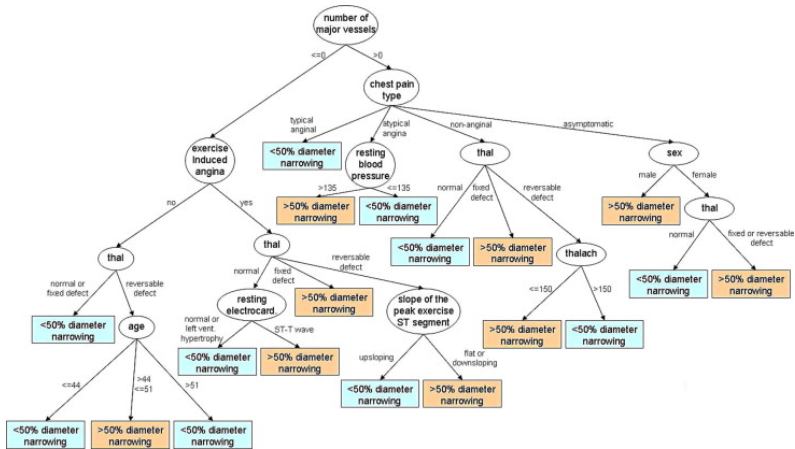 number of
major vessels
<=0
>0
chest pain
type
typical
anginal
atypical
angina
non-anginal
asymptomatic
exercise
Induced
angina
<50% diameter
narrowing
resting
blood
pressure
thal
sex
no
yes
>135
<=135
normal
fixed
defect
reversable
defect
male
female
>50% diameter
narrowing
<50% diameter
narrowing
>50% diameter
narrowing
thal
thal
thal
<50% diameter
narrowing
>50% diameter
narrowing
thalach
normal
fixed or reversable
defect
normal or
fixed defect
reversable
defect
normal
fixed
defect
reversable
defect
<=150
>150
<50% diameter
narrowing
>50% diameter
narrowing
<50% diameter
narrowing
age
resting
electrocard.
>50% diameter
narrowing
slope of the
peak exercise
ST segment
>50% diameter
narrowing
<50% diameter
narrowing
normal or
left vent.
hypertrophy
ST-T wave
<50% diameter
narrowing
>50% diameter
narrowing
upsloping
flat or
downsloping
<=44
>44
<=51
>51
<50% diameter
narrowing
>50% diameter
narrowing
<50% diameter
narrowing
>50% diameter
narrowing
<50% diameter
narrowing